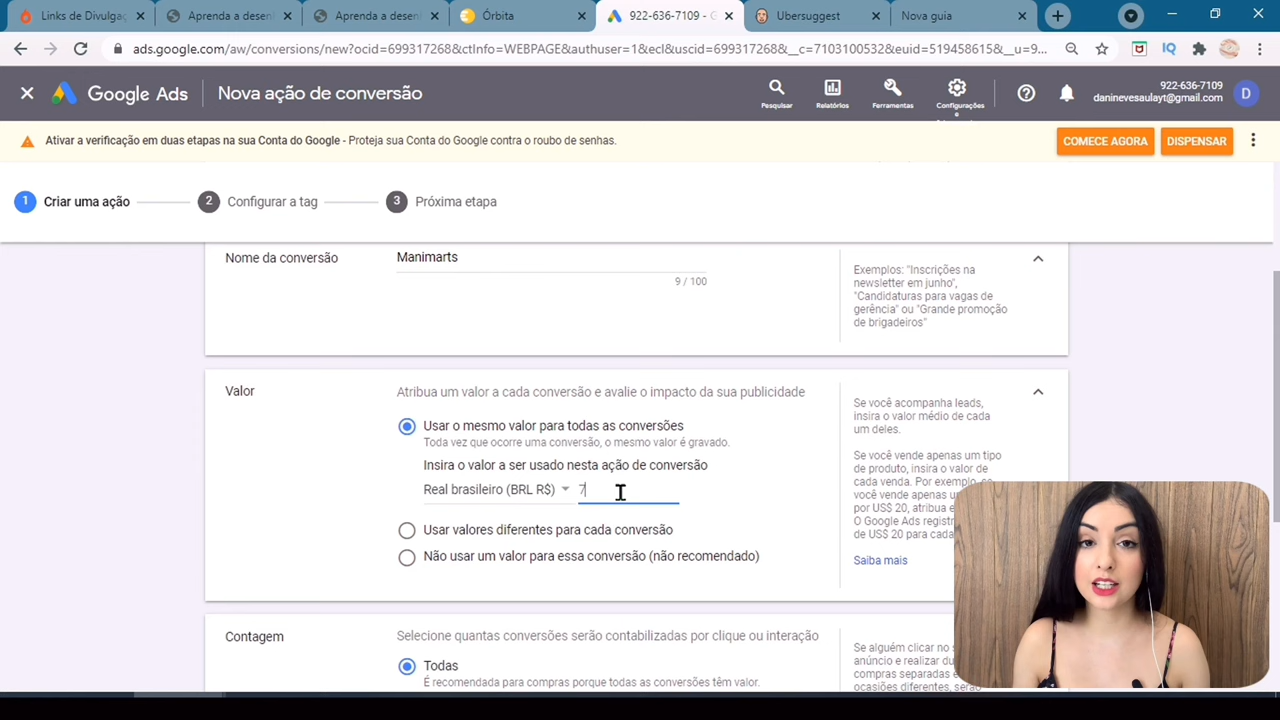 Links de Divulgaç
Aprenda a desen
Aprenda a desen
Órbita
922-636-7109 - G
Ubersuggest
Nova guia
ads.google.com/aw/conversions/new?ocid=699317268&ctInfo=WEBPAGE&authuser=1&ecl&uscid=699317268&__c=7103100532&euid=519458615&__u=9...
IQ
Google Ads
Nova ação de conversão
Pesquisar
Relatórios
Ferramentas
Configurações
922-636-7109
daninevesaulayt@gmail.com
D
Ativar a verificação em duas etapas na sua Conta do Google - Proteja sua Conta do Google contra o roubo de senhas.
COMECE AGORA
DISPENSAR
1 Criar uma ação
2 Configurar a tag
3 Próxima etapa
Nome da conversão
Manimarts
9 / 100
Exemplos: "Inscrições na
newsletter em junho",
"Candidaturas para vagas de
gerência" ou "Grande promoção
de brigadeiros"
Valor
Atribua um valor a cada conversão e avalie o impacto da sua publicidade
Usar o mesmo valor para todas as conversões
Toda vez que ocorre uma conversão, o mesmo valor é gravado.
Insira o valor a ser usado nesta ação de conversão
Real brasileiro (BRL R$)
7
Usar valores diferentes para cada conversão
Não usar um valor para essa conversão (não recomendado)
Se você acompanha leads,
insira o valor médio de cada
um deles.
Se você vende apenas um tipo
de produto, insira o valor de
cada venda. Por exemplo, se
você vende apenas u
por US$ 20, atribua e
O Google Ads regist
de US$ 20 para cada
Saiba mais
Contagem
Selecione quantas conversões serão contabilizadas por clique ou interação
Todas
É recomendada para compras porque todas as conversões têm valor.
Se alguém clicar no s
anúncio e realizar du
compras separadas e
ocasiões diferentes, serão